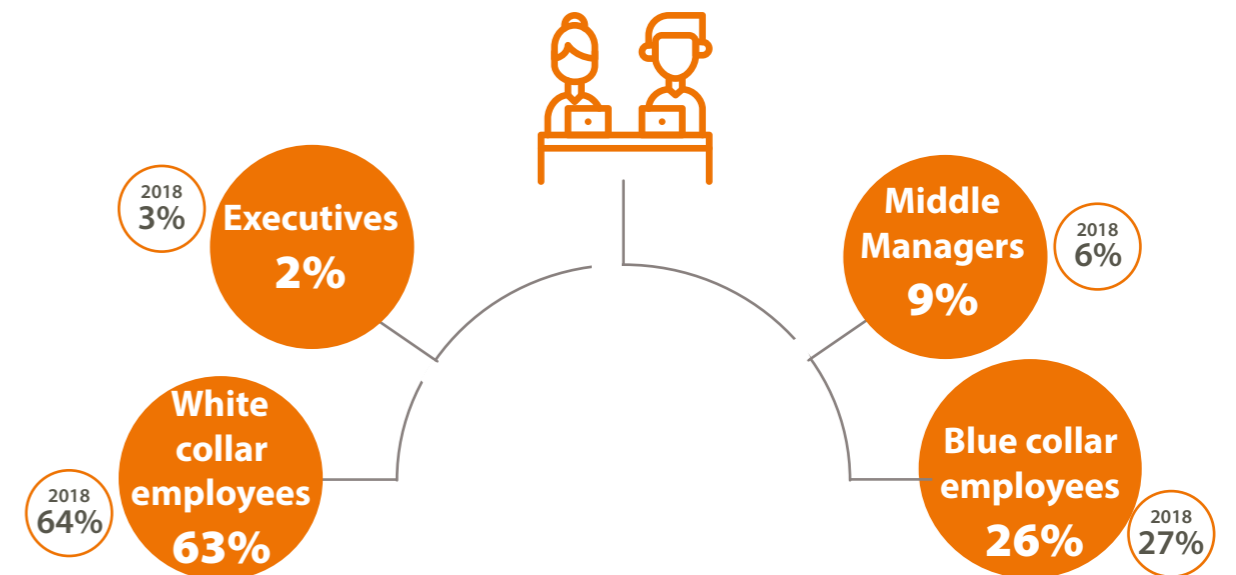 2018
3%
Executives
2%
Middle
Managers
9%
2018
6%
White
collar
employees
63%
2018
64%
Blue collar
employees
26%
2018
27%